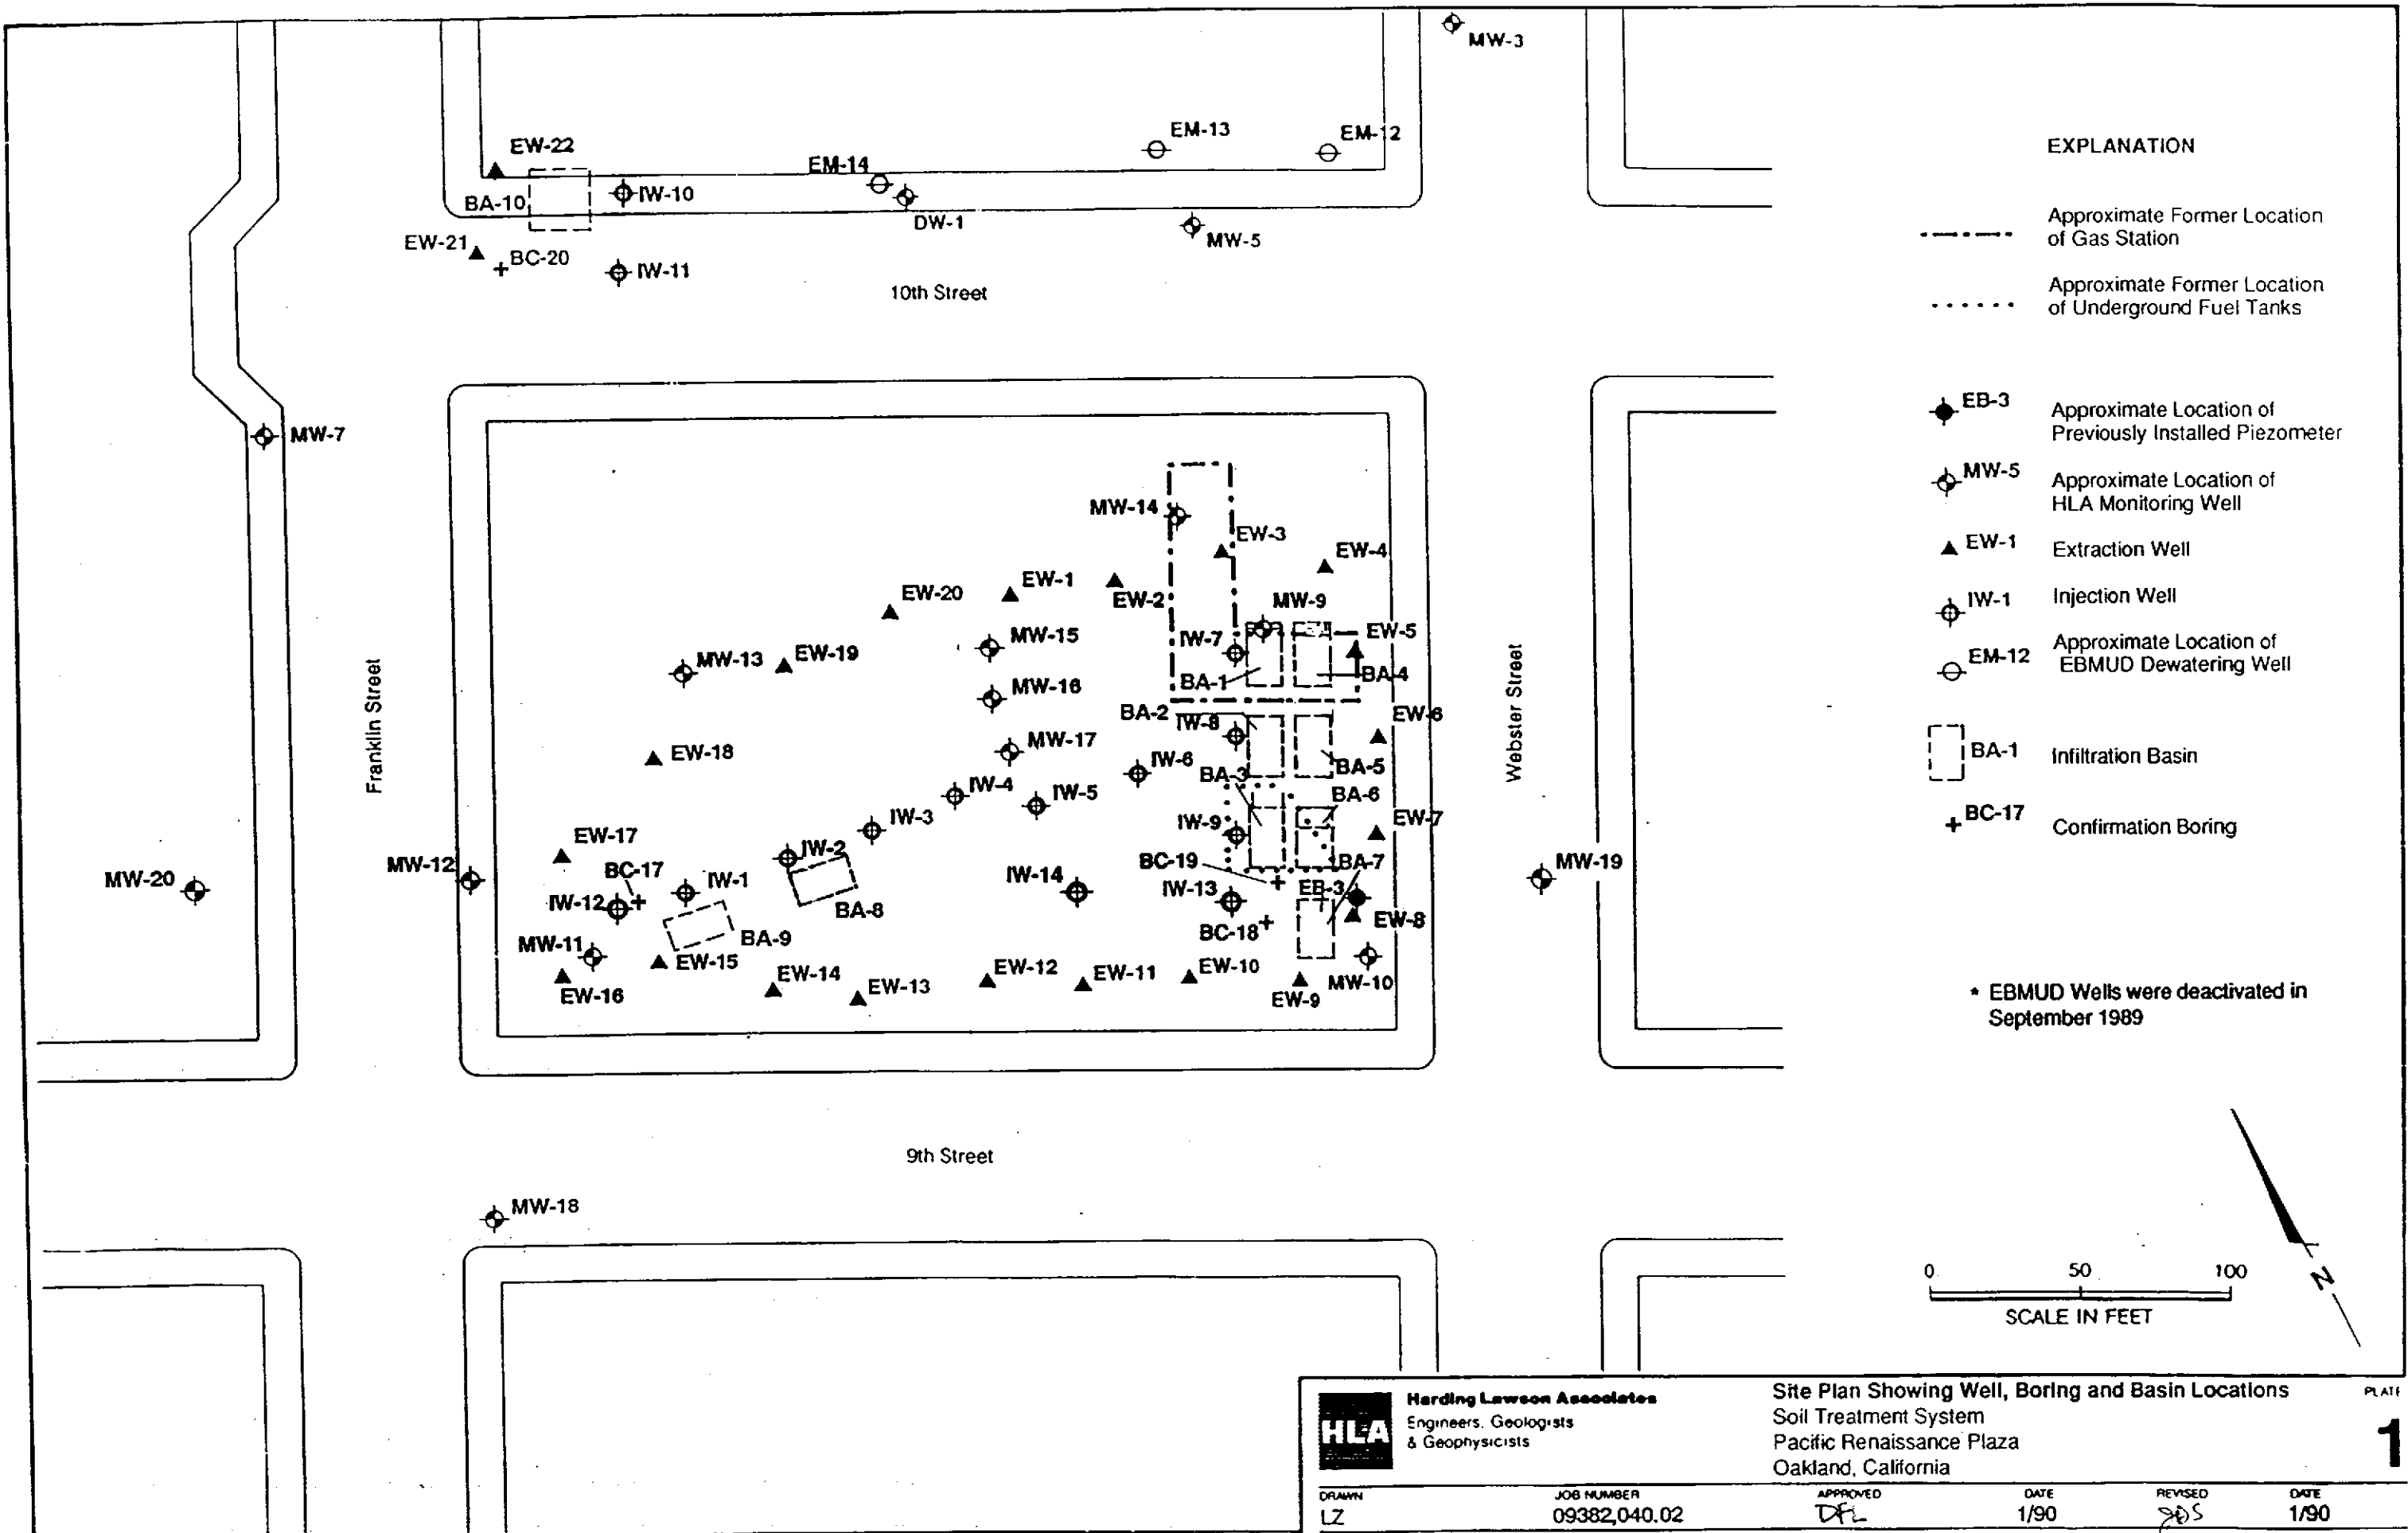 MW-3
EM-13
EM-12
EW-22
EM-14
BA-10
IW-10
DW-1
MW-5
EW-21
BC-20
IW-11
10th Street
MW-7
MW-14
EW-3
EW-4
EW-1
EW-20
EW-2
MW-9
MW-15
IW-7
EW-5
MW-13
EW-19
BA-1
BA-4
MW-16
BA-2
IW-8
EW-6
MW-17
EW-18
IW-6
BA-3
BA-5
IW-4
IW-5
BA-6
IW-3
IW-9
EW-7
EW-17
IW-2
BC-19
BA-7
MW-12
BC-17
IW-1
IW-14
IW-13
EB-3
MW-19
MW-20
IW-12
BA-8
EW-8
BC-18
MW-11
BA-9
EW-15
EW-14
EW-12
EW-11
EW-10
MW-10
EW-16
EW-13
EW-9
Franklin Street
Webster Street
9th Street
MW-18
EXPLANATION
Approximate Former Location
of Gas Station
Approximate Former Location
of Underground Fuel Tanks
EB-3
Approximate Location of
Previously Installed Piezometer
MW-5
Approximate Location of
HLA Monitoring Well
EW-1
Extraction Well
IW-1
Injection Well
EM-12
Approximate Location of
EBMUD Dewatering Well
BA-1
Infiltration Basin
BC-17
Confirmation Boring
* EBMUD Wells were deactivated in
September 1989
N
0 50 100
SCALE IN FEET
HLA
Harding Lawson Associates
Engineers, Geologists
& Geophysicists
Site Plan Showing Well, Boring and Basin Locations
Soil Treatment System
Pacific Renaissance Plaza
Oakland, California
PLATE
1
DRAWN
LZ
JOB NUMBER
09382,040.02
APPROVED
DFL
DATE
1/90
REVISED
DATE
1/90